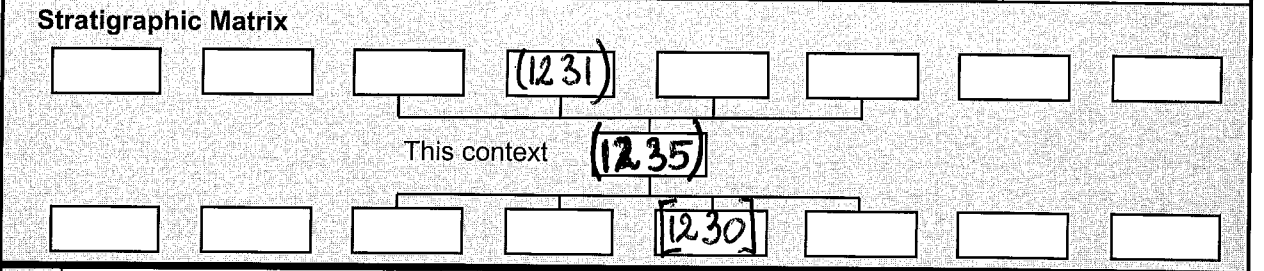 Stratigraphic Matrix
(1231)
This context (1235)
[1230]